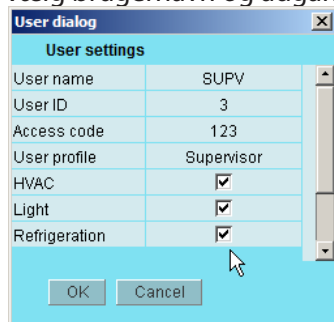 User dialog
User settings
User name SUPV
User ID 3
Access code 123
User profile Supervisor
HVAC
Light
Refrigeration
OK Cancel